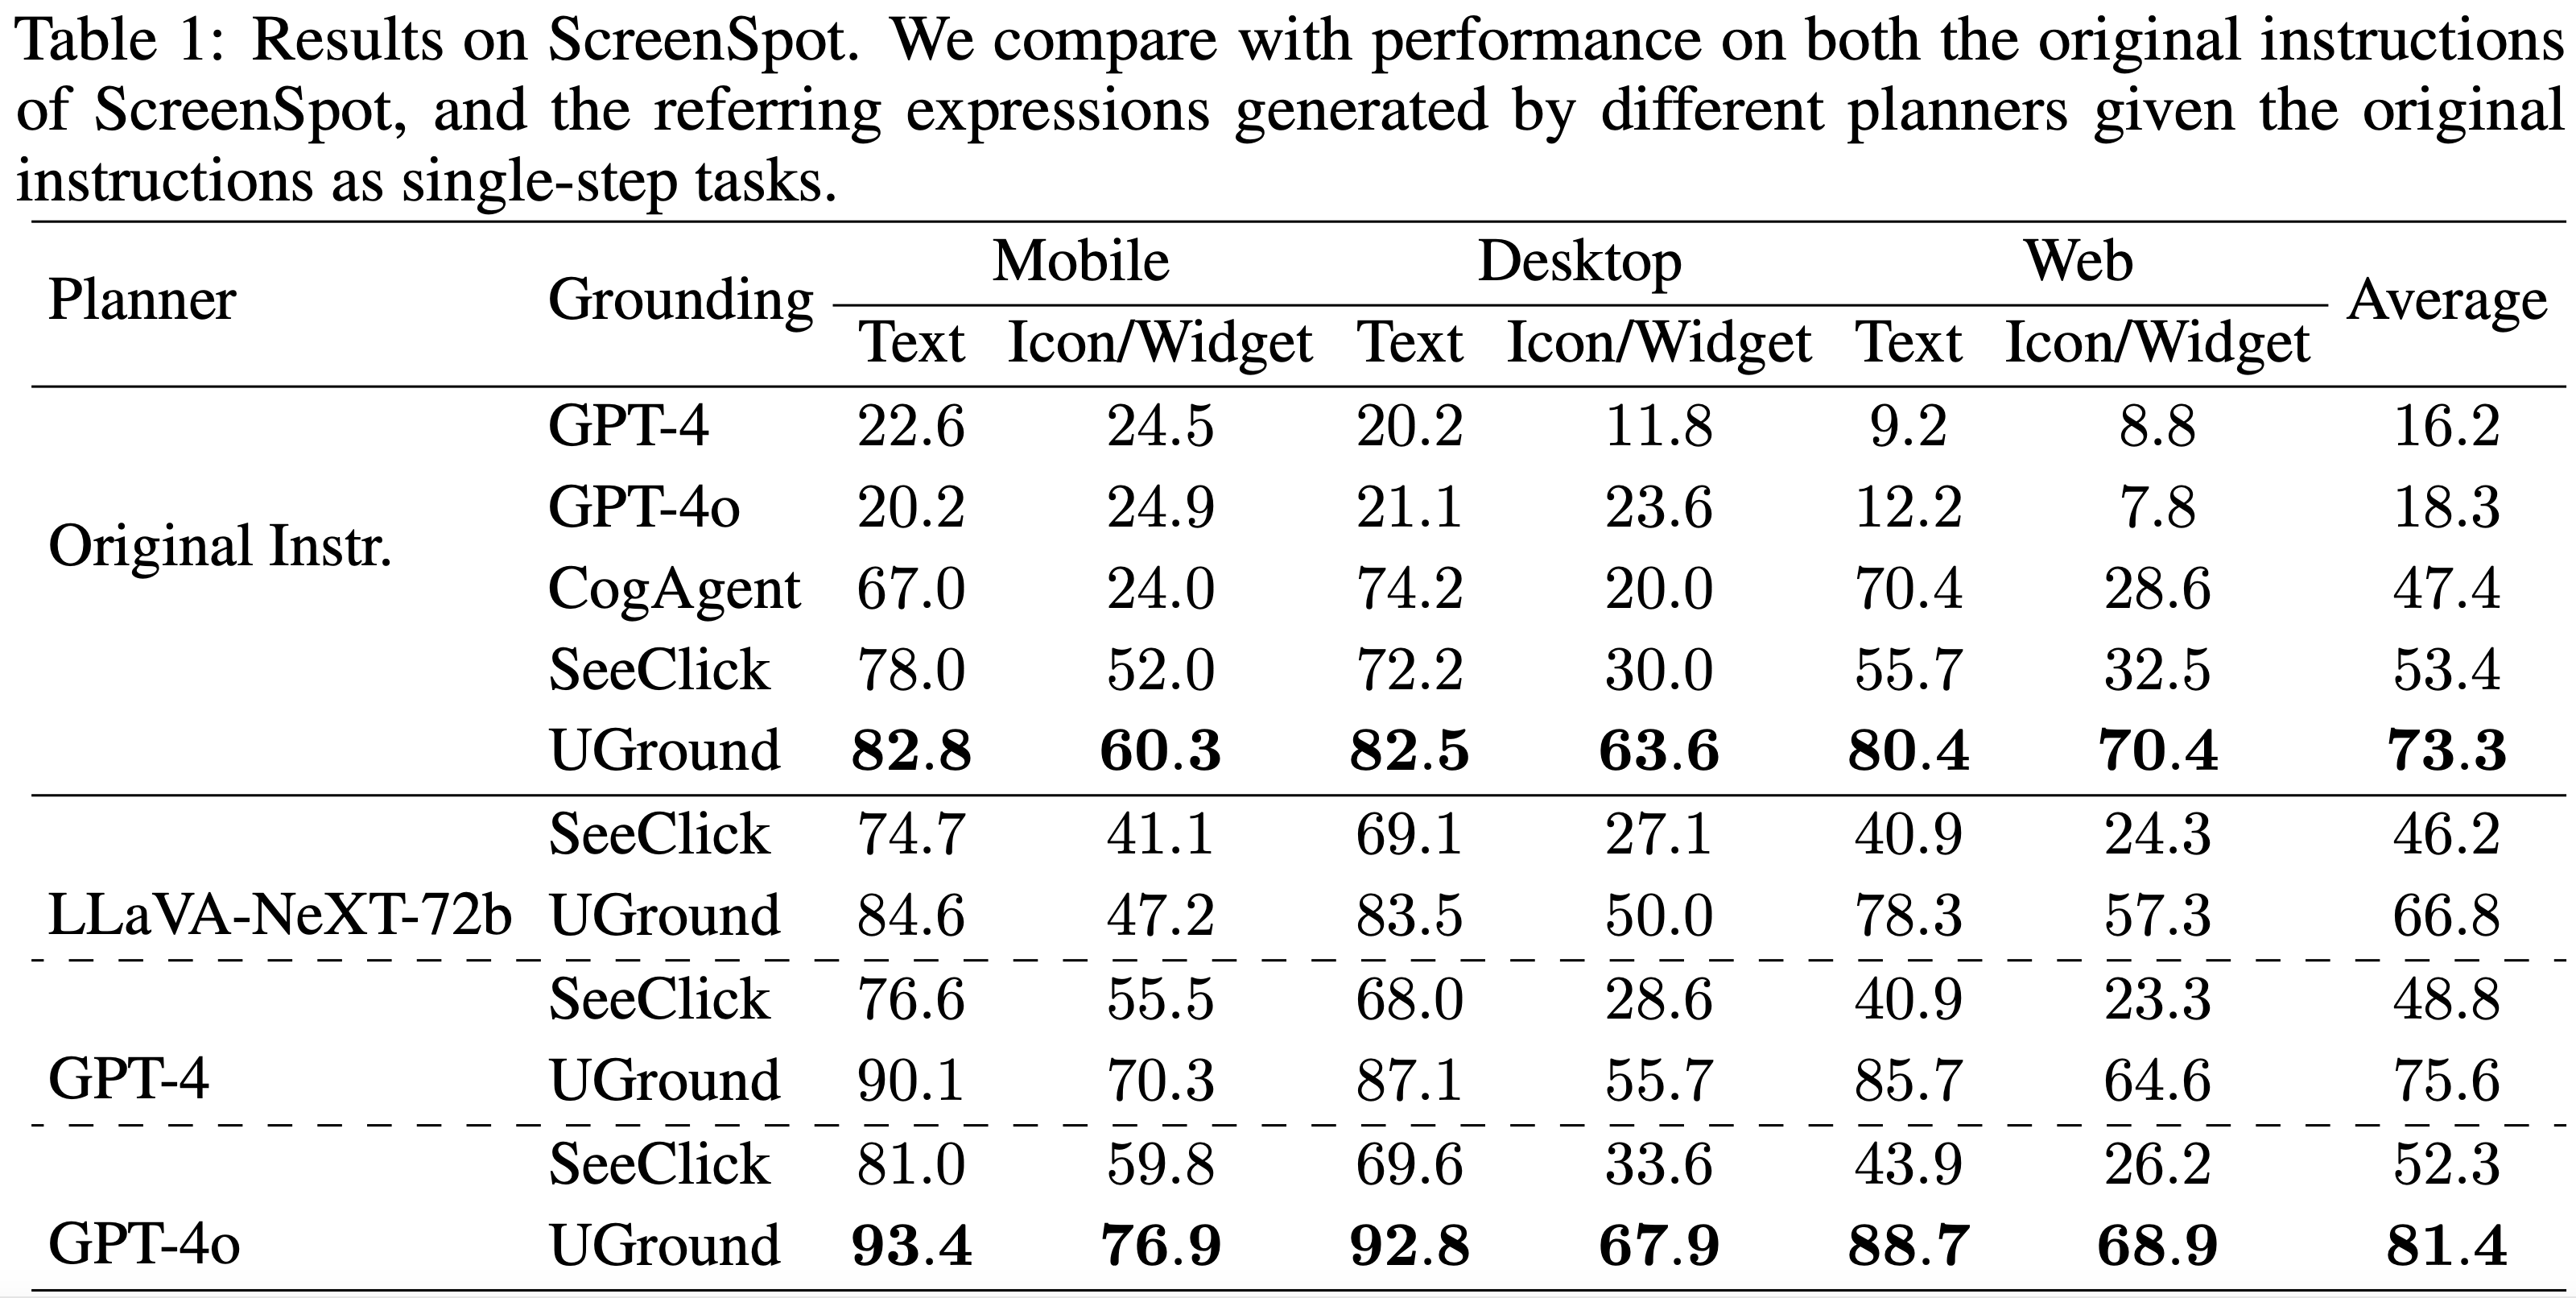 Table 1: Results on ScreenSpot. We compare with performance on both the original instructions
of ScreenSpot, and the referring expressions generated by different planners given the original
instructions as single-step tasks.
Planner Grounding Mobile Desktop Web Average
Text Icon/Widget Text Icon/Widget Text Icon/Widget
Original Instr.
GPT-4 22.6 24.5 20.2 11.8 9.2 8.8 16.2
GPT-4o 20.2 24.9 21.1 23.6 12.2 7.8 18.3
CogAgent 67.0 24.0 74.2 20.0 70.4 28.6 47.4
SeeClick 78.0 52.0 72.2 30.0 55.7 32.5 53.4
UGround 82.8 60.3 82.5 63.6 80.4 70.4 73.3
SeeClick 74.7 41.1 69.1 27.1 40.9 24.3 46.2
LLaVA-NeXT-72b UGround 84.6 47.2 83.5 50.0 78.3 57.3 66.8
SeeClick 76.6 55.5 68.0 28.6 40.9 23.3 48.8
GPT-4 UGround 90.1 70.3 87.1 55.7 85.7 64.6 75.6
SeeClick 81.0 59.8 69.6 33.6 43.9 26.2 52.3
GPT-4o UGround 93.4 76.9 92.8 67.9 88.7 68.9 81.4